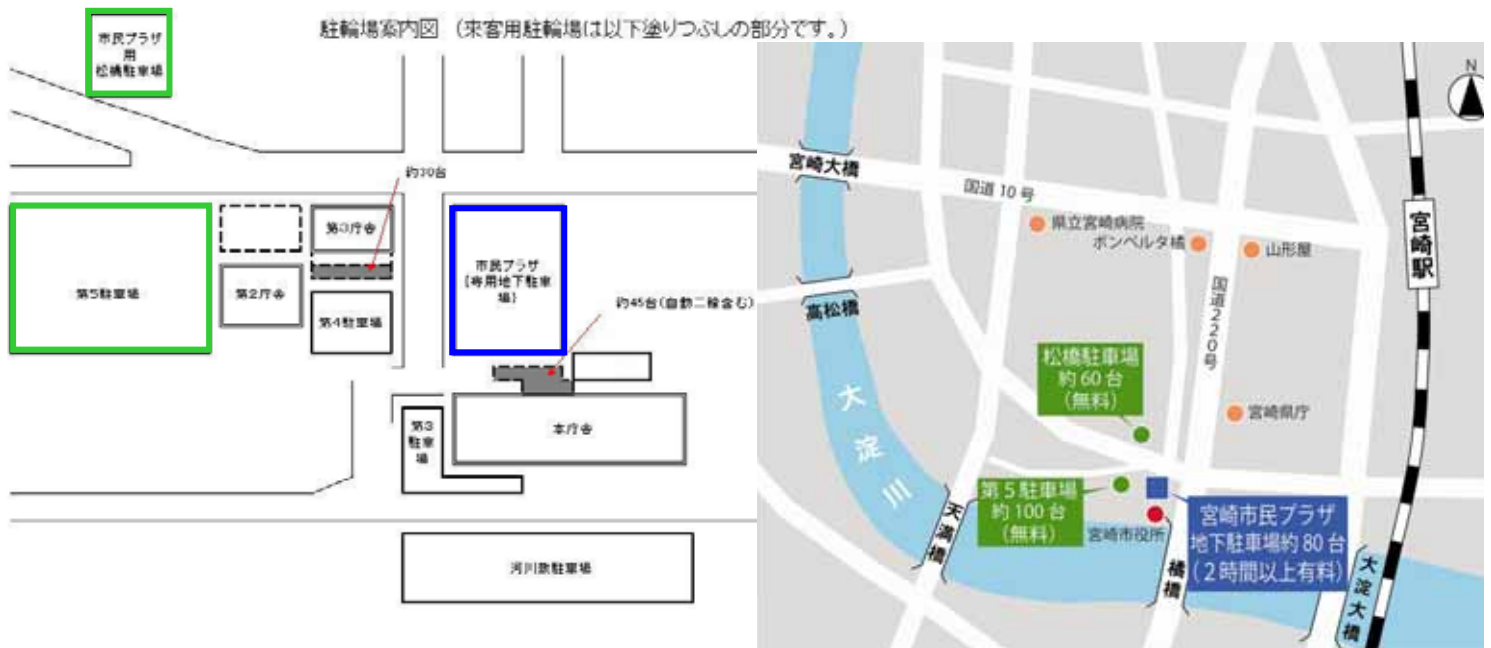 駐輪場案内図 (来客用駐輪場は以下塗りつぶしの部分です。)
市民プラザ
用
松橋駐車場
約30台
第3庁舎
第5駐車場
第2庁舎
第4駐車場
市民プラザ
(専用地下駐車
場)
約45台(自動二輪含む)
第3
駐車
場
本庁舎
河川敷駐車場
N
宮崎大橋
国道10号
県立宮崎病院
ボンベルタ橘
山形屋
宮崎駅
高松橋
国道220号
松橋駐車場
約60台
(無料)
宮崎県庁
大淀川
第5駐車場
約100台
(無料)
宮崎市役所
宮崎市民プラザ
地下駐車場約80台
(2時間以上有料)
天満橋
橘橋
大淀大橋